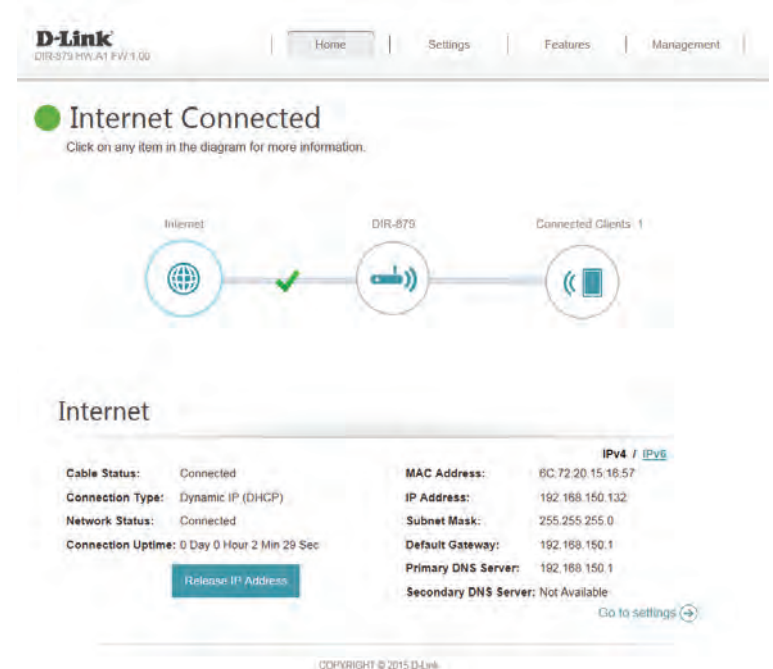 D-Link
DIR-879 HW:A1 FW:1.00
Home
Settings
Features
Management
Internet Connected
Click on any item in the diagram for more information.
Internet
DIR-879
Connected Clients: 1
Internet
IPv4 / IPv6
Cable Status: Connected
Connection Type: Dynamic IP (DHCP)
Network Status: Connected
Connection Uptime: 0 Day 0 Hour 2 Min 29 Sec
Release IP Address
MAC Address: 6C:72:20:15:16:57
IP Address: 192.168.150.132
Subnet Mask: 255.255.255.0
Default Gateway: 192.168.150.1
Primary DNS Server: 192.168.150.1
Secondary DNS Server: Not Available
Go to settings
COPYRIGHT © 2015 D-Link